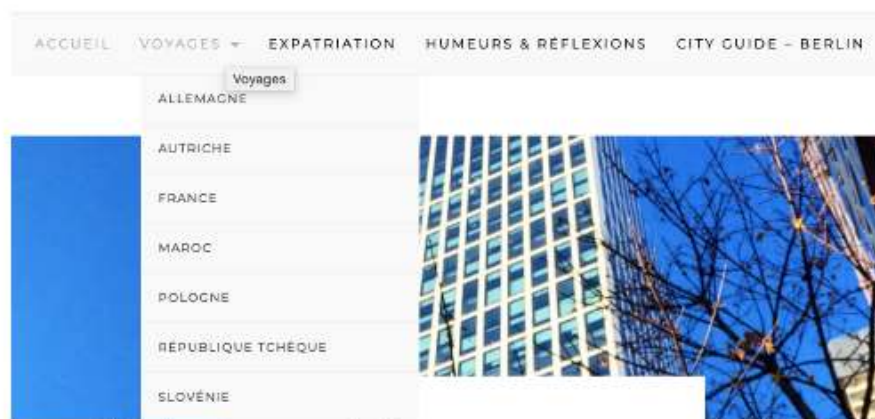 ACCUEIL VOYAGES EXPATRIATION HUMEURS & RÉFLEXIONS CITY GUIDE – BERLIN
Voyages
ALLEMAGNE
AUTRICHE
FRANCE
MAROC
POLOGNE
RÉPUBLIQUE TCHÈQUE
SLOVÉNIE